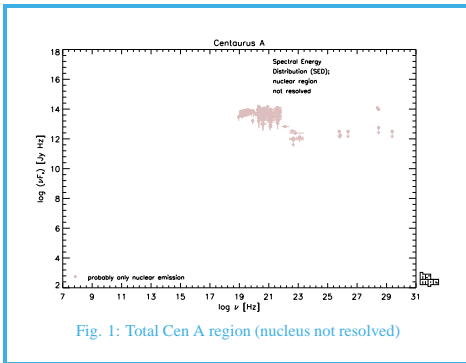 Centaurus A
Spectral Energy
Distribution (SED);
nuclear region
not resolved
18
16
14
12
10
8
6
4
2
log (νFν) [Jy Hz]
probably only nuclear emission
7 9 11 13 15 17 19 21 23 25 27 29 31
log ν [Hz]
Fig. 1: Total Cen A region (nucleus not resolved)